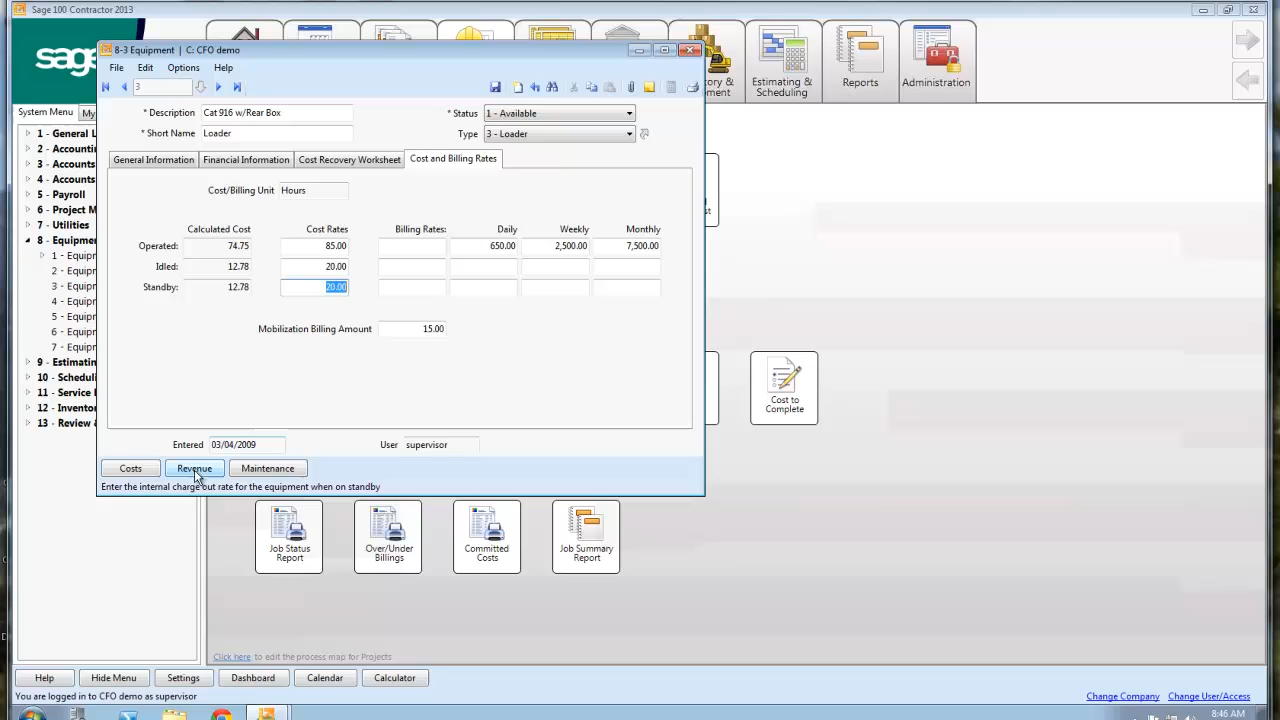 Sage 100 Contractor 2013
sage
8-3 Equipment | C: CFO demo
File Edit Options Help
3
* Description Cat 916 w/Rear Box * Status 1 - Available
* Short Name Loader Type 3 - Loader
General Information Financial Information Cost Recovery Worksheet Cost and Billing Rates
Cost/Billing Unit Hours
Calculated Cost Cost Rates Billing Rates: Daily Weekly Monthly
Operated: 74.75 85.00 650.00 2,500.00 7,500.00
Idled: 12.78 20.00
Standby: 12.78 20.00
Mobilization Billing Amount 15.00
Entered 03/04/2009 User supervisor
Costs Revenue Maintenance
Enter the internal charge out rate for the equipment when on standby
Estimating & Services
Reports
Administration
System Menu My
1 - General L
2 - Accountin
3 - Accounts
4 - Accounts
5 - Payroll
6 - Project M
7 - Utilities
8 - Equipmer
1 - Equipr
2 - Equipr
3 - Equipr
4 - Equipr
5 - Equipr
6 - Equipr
7 - Equipr
9 - Estimatin
10 - Scheduli
11 - Service
12 - Inventor
13 - Review &
Cost to Complete
Job Status Report
Over/Under Billings
Committed Costs
Job Summary Report
Click here to edit the process map for Projects
Help Hide Menu Settings Dashboard Calendar Calculator
You are logged in to CFO demo as supervisor Change Company Change User/Access
8:46 AM